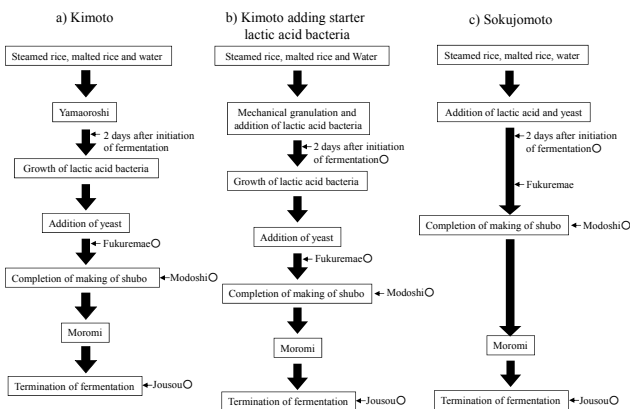 a) Kimoto
Steamed rice, malted rice and water
Yamaoroshi
2 days after initiation
of fermentation
Growth of lactic acid bacteria
Addition of yeast
Fukuremae○
Completion of making of shubo
Modoshi○
Moromi
Termination of fermentation
Jousou○
b) Kimoto adding starter
lactic acid bacteria
Steamed rice, malted rice and Water
Mechanical granulation and
addition of lactic acid bacteria
2 days after initiation
of fermentation○
Growth of lactic acid bacteria
Addition of yeast
Fukuremae○
Completion of making of shubo
Modoshi○
Moromi
Termination of fermentation
Jousou○
c) Sokujomoto
Steamed rice, malted rice, water
Addition of lactic acid and yeast
2 days after initiation
of fermentation○
Fukuremae
Completion of making of shubo
Modoshi○
Moromi
Termination of fermentation
Jousou○